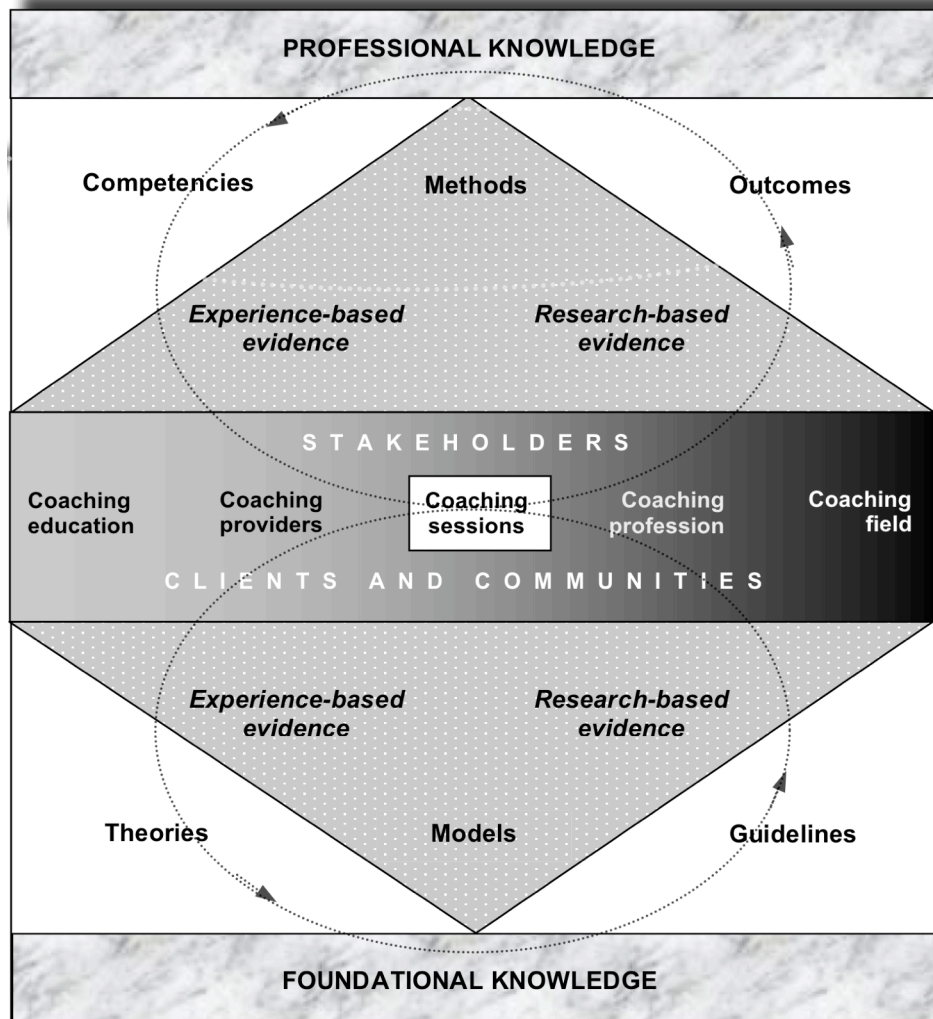 PROFESSIONAL KNOWLEDGE
Competencies
Methods
Outcomes
Experience-based
evidence
Research-based
evidence
STAKEHOLDERS
Coaching
education
Coaching
providers
Coaching
sessions
Coaching
profession
Coaching
field
CLIENTS AND COMMUNITIES
Experience-based
evidence
Research-based
evidence
Theories
Models
Guidelines
FOUNDATIONAL KNOWLEDGE